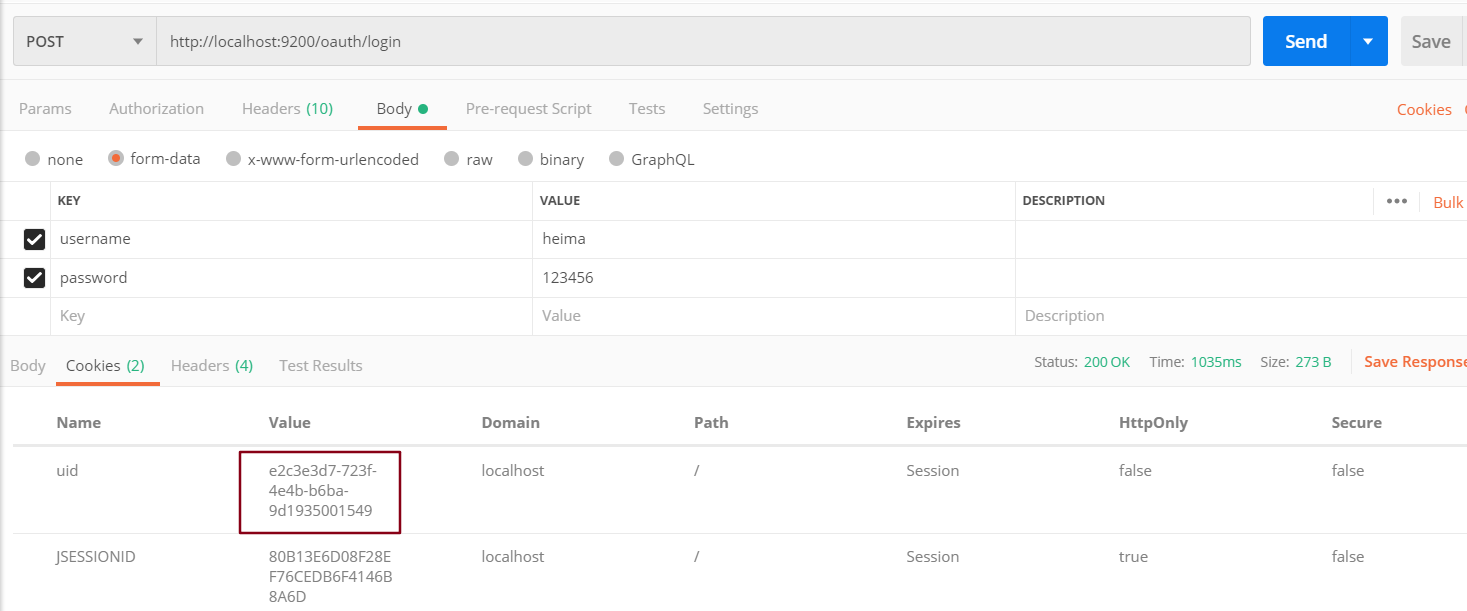 POST http://localhost:9200/oauth/login Send Save
Params Authorization Headers (10) Body Pre-request Script Tests Settings Cookies
none form-data x-www-form-urlencoded raw binary GraphQL
KEY VALUE DESCRIPTION ••• Bulk
username heima
password 123456
Key Value Description
Body Cookies (2) Headers (4) Test Results Status: 200 OK Time: 1035ms Size: 273 B Save Response
Name Value Domain Path Expires HttpOnly Secure
uid e2c3e3d7-723f- localhost / Session false false
4e4b-b6ba-
9d1935001549
JSESSIONID 80B13E6D08F28E localhost / Session true false
F76CEDB6F4146B
8A6D